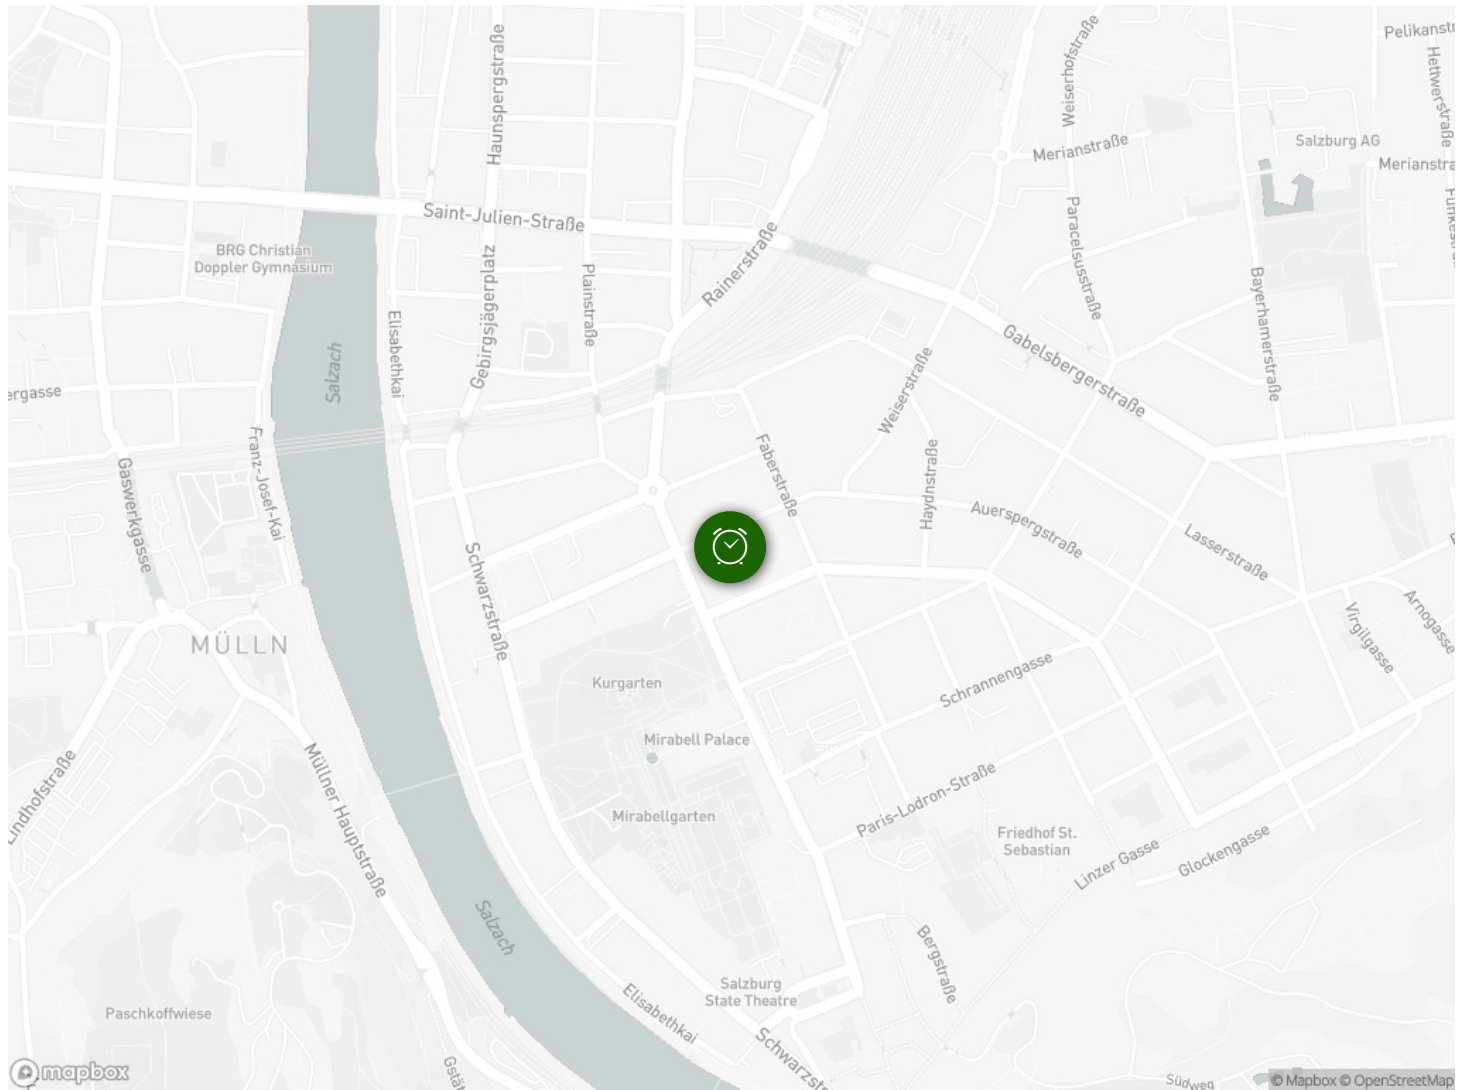 Pelikanstr
Haunspergstraße
Weiserhofstraße
Hettwerstraße
Salzburg AG
Merianstraße
Merianstra
Saint-Julien-Straße
BRG Christian
Doppler Gymnasium
Gebirgsjägerplatz
Plainstraße
Rainerstraße
Paracelsusstraße
Bayerhamerstraße
Elisabethkai
Salzach
Gabelsbergerstraße
Weiserstraße
ergasse
Gaswerkgasse
Franz-Josef-Kai
Faberstraße
Haydnstraße
Auerspergstraße
Lasserstraße
Schwarzstraße
Arnogasse
Virgilgasse
MÜLLN
Kurgarten
Schrannengasse
Mirabell Palace
Lindhofstraße
Müllner Hauptstraße
Mirabellgarten
Paris-Lodron-Straße
Friedhof St.
Sebastian
Linzer Gasse
Glockengasse
Salzach
Bergstraße
Salzburg
State Theatre
Paschkoffwiese
Elisabethkai
Schwarzstr
Gstät
Südweg
mapbox
© Mapbox © OpenStreetMap